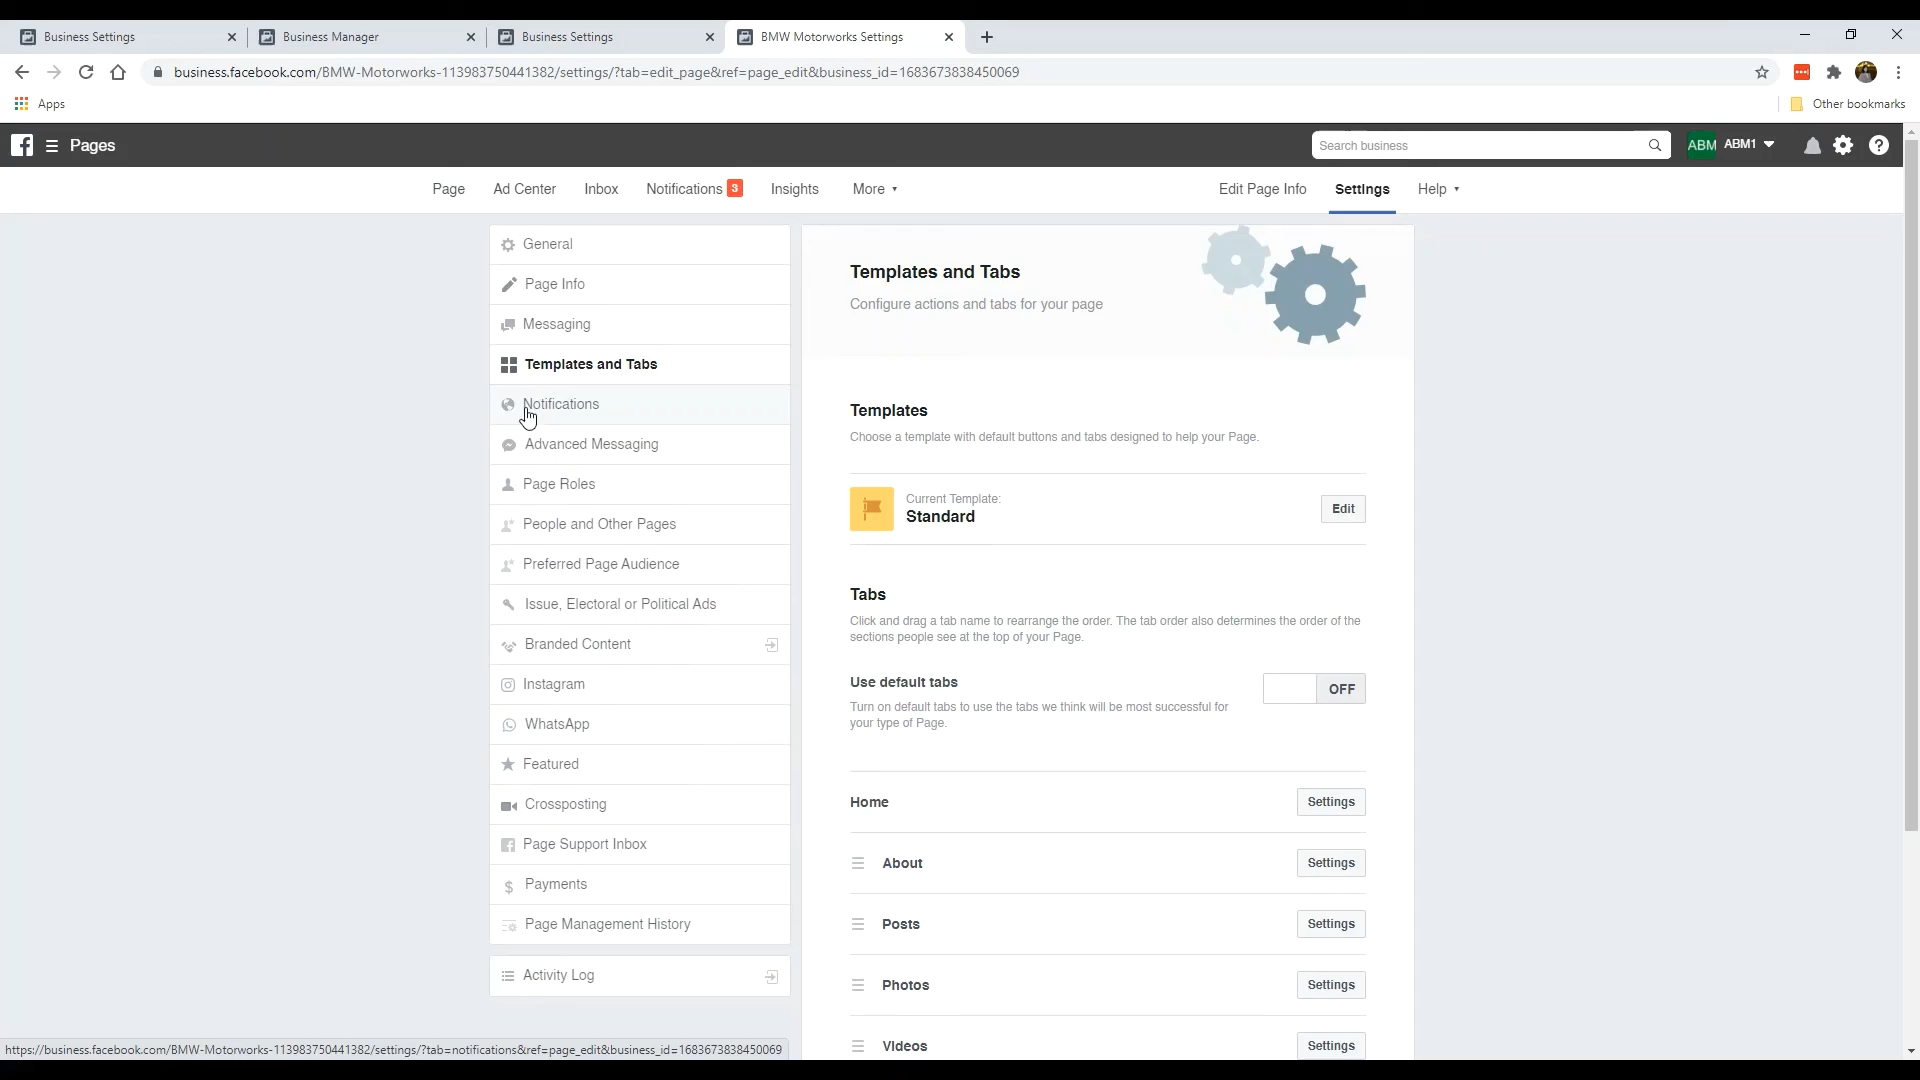 Business Settings
Business Manager
Business Settings
BMW Motorworks Settings
business.facebook.com/BMW-Motorworks-113983750441382/settings/?tab=edit_page&ref=page_edit&business_id=1683673838450069
Apps
Other bookmarks
Pages
Search business
ABM
ABM1
Page
Ad Center
Inbox
Notifications 3
Insights
More
Edit Page Info
Settings
Help
General
Page Info
Messaging
Templates and Tabs
Notifications
Advanced Messaging
Page Roles
People and Other Pages
Preferred Page Audience
Issue, Electoral or Political Ads
Branded Content
Instagram
WhatsApp
Featured
Crossposting
Page Support Inbox
Payments
Page Management History
Activity Log
Templates and Tabs
Configure actions and tabs for your page
Templates
Choose a template with default buttons and tabs designed to help your Page.
Current Template:
Standard
Edit
Tabs
Click and drag a tab name to rearrange the order. The tab order also determines the order of the
sections people see at the top of your Page.
Use default tabs
OFF
Turn on default tabs to use the tabs we think will be most successful for
your type of Page.
Home
Settings
About
Settings
Posts
Settings
Photos
Settings
Videos
Settings
https://business.facebook.com/BMW-Motorworks-113983750441382/settings/?tab=notifications&ref=page_edit&business_id=1683673838450069